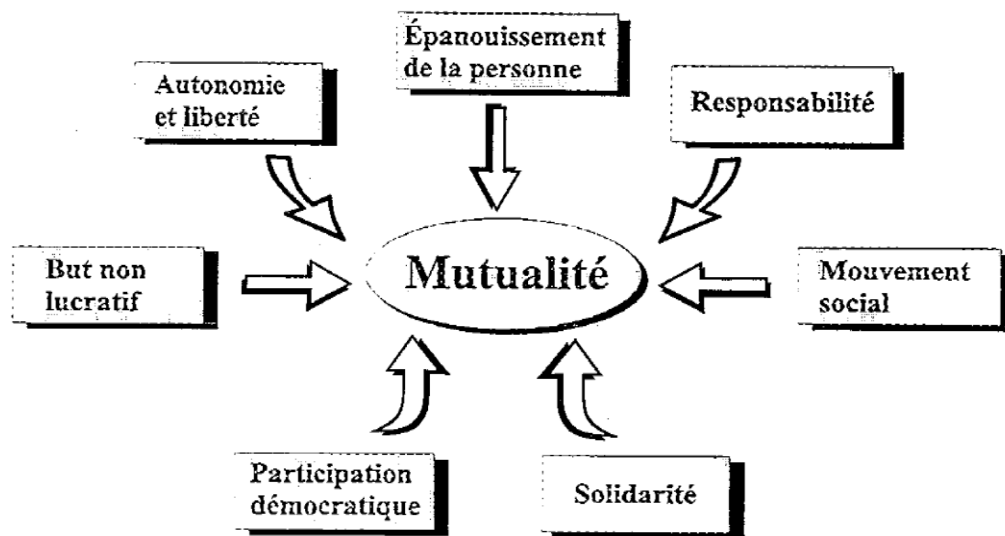 Épanouissement
de la personne
Autonomie
et liberté
Responsabilité
But non
lucratif
Mutualité
Mouvement
social
Participation
démocratique
Solidarité